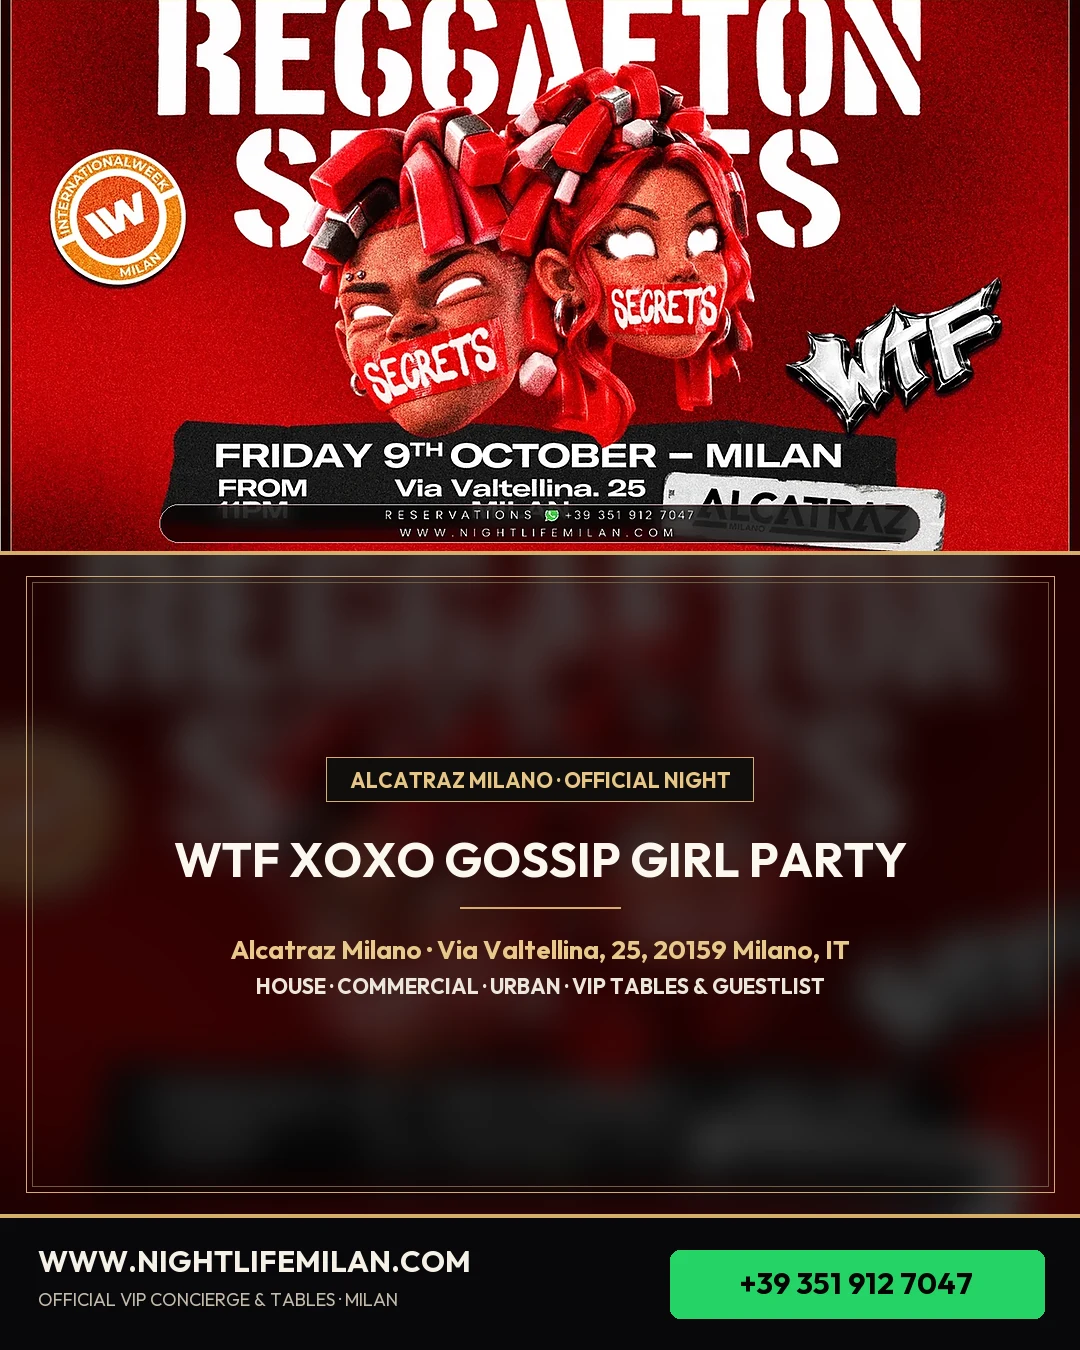 REGGAETON
SECRETS
INTERNATIONALWEEK
IW
MILAN
SECRETS
SECRETS
WTF
FRIDAY 9TH OCTOBER – MILAN
FROM
11PM
Via Valtellina. 25
MILAN
ALCATRAZ
MILANO
RESERVATIONS +39 351 912 7047
WWW.NIGHTLIFEMILAN.COM
ALCATRAZ MILANO · OFFICIAL NIGHT
WTF XOXO GOSSIP GIRL PARTY
Alcatraz Milano · Via Valtellina, 25, 20159 Milano, IT
HOUSE · COMMERCIAL · URBAN · VIP TABLES & GUESTLIST
WWW.NIGHTLIFEMILAN.COM
OFFICIAL VIP CONCIERGE & TABLES · MILAN
+39 351 912 7047